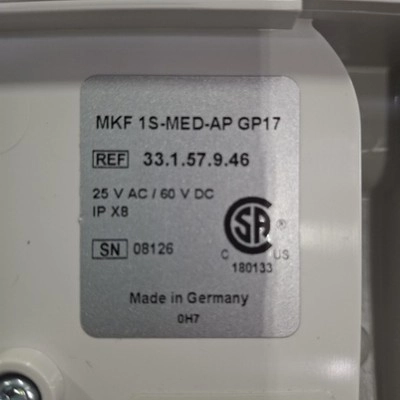 MKF 1S-MED-AP GP17
REF 33.1.57.9.46
25 V AC / 60 V DC
IP X8
SA ®
SN 08126
C US
180133
Made in Germany
0H7